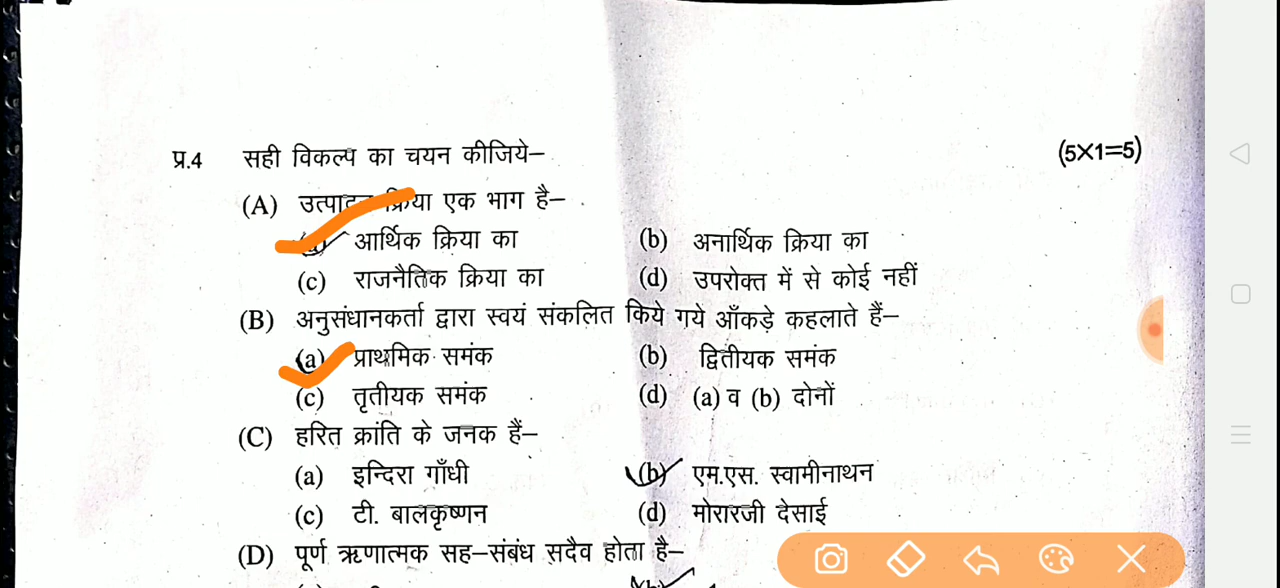 प्र.4 सही विकल्प का चयन कीजिये– (5X1=5)
(A) उत्पादन क्रिया एक भाग है–
(a) आर्थिक क्रिया का (b) अनार्थिक क्रिया का
(c) राजनैतिक क्रिया का (d) उपरोक्त में से कोई नहीं
(B) अनुसंधानकर्ता द्वारा स्वयं संकलित किये गये आँकड़े कहलाते हैं–
(a) प्राथमिक समंक (b) द्वितीयक समंक
(c) तृतीयक समंक (d) (a) व (b) दोनों
(C) हरित क्रांति के जनक हैं–
(a) इन्दिरा गाँधी (b) एम.एस. स्वामीनाथन
(c) टी. बालकृष्णन (d) मोरारजी देसाई
(D) पूर्ण ऋणात्मक सह–संबंध सदैव होता है–